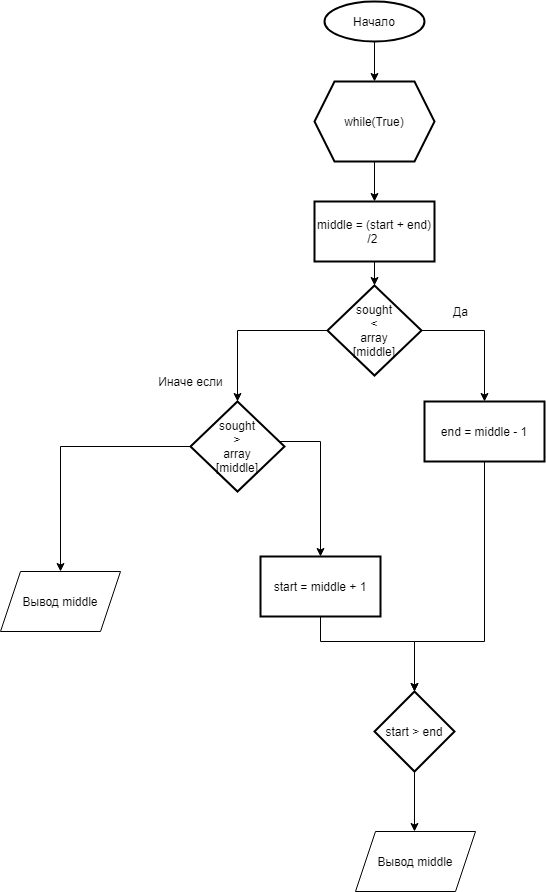 Начало
while(True)
middle = (start + end)
/2
sought
<
array
[middle]
Да
Иначе если
sought
>
array
[middle]
end = middle - 1
start = middle + 1
Вывод middle
start > end
Вывод middle